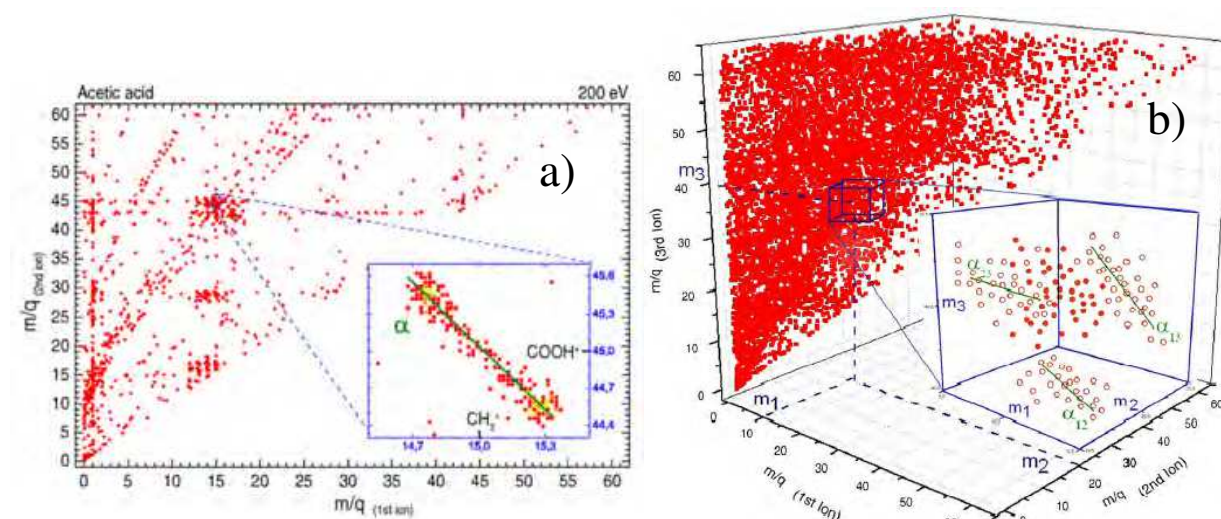 Acetic acid
200 eV
a)
m/q (2nd ion)
60
55
50
45
40
35
30
25
20
15
10
5
0
0
5
10
15
20
25
30
35
40
45
50
55
60
m/q (1st ion)
α
COOH⁺
45,6
45,3
45,0
44,7
44,4
14,7
15,0
15,3
b)
m/q (3rd Ion)
60
50
40
30
20
10
0
m₃
m₁
m₂
0
10
20
30
40
50
m/q (1st Ion)
0
10
20
30
40
50
60
m/q (2nd Ion)
m₃
α₂₃
α₁₃
α₁₂
m₁
m₂